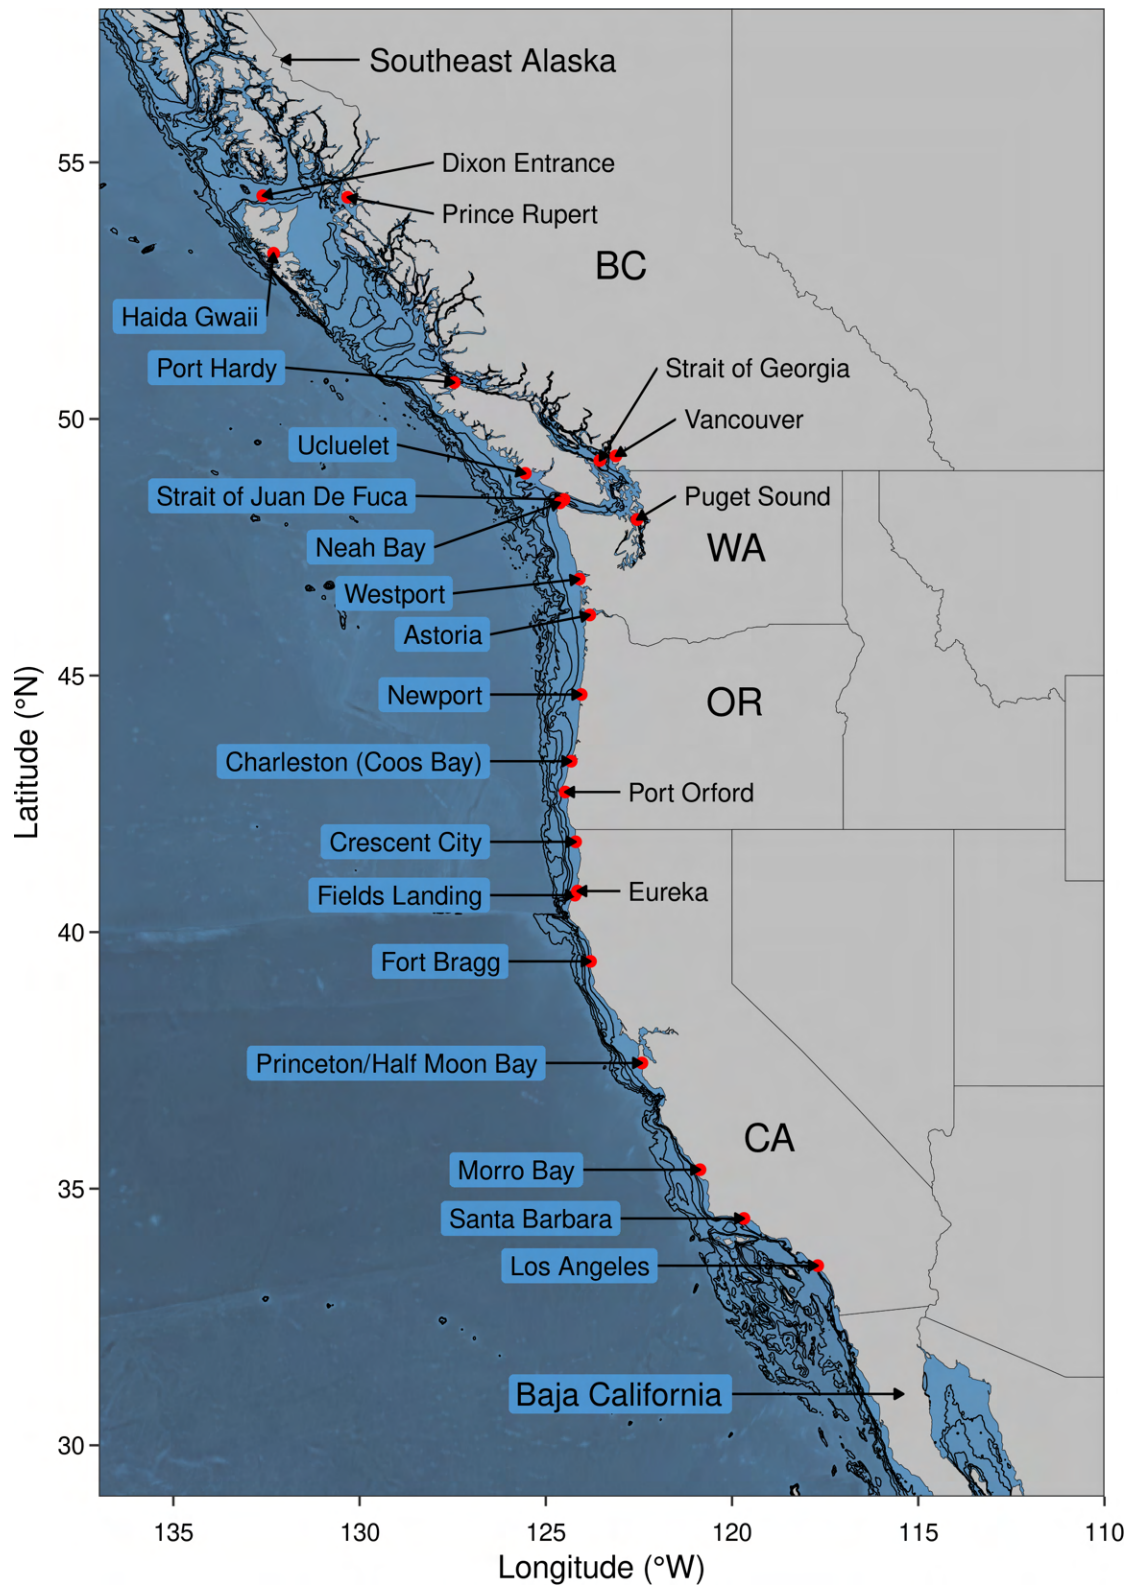 Southeast Alaska
55
Dixon Entrance
Prince Rupert
BC
Haida Gwaii
Port Hardy
Strait of Georgia
50
Vancouver
Ucluelet
Strait of Juan De Fuca
Puget Sound
Neah Bay
WA
Westport
Astoria
45
Newport
OR
Charleston (Coos Bay)
Port Orford
Crescent City
Fields Landing
Eureka
40
Fort Bragg
Princeton/Half Moon Bay
CA
Morro Bay
35
Santa Barbara
Los Angeles
Baja California
30
Latitude (°N)
135
130
125
120
115
110
Longitude (°W)